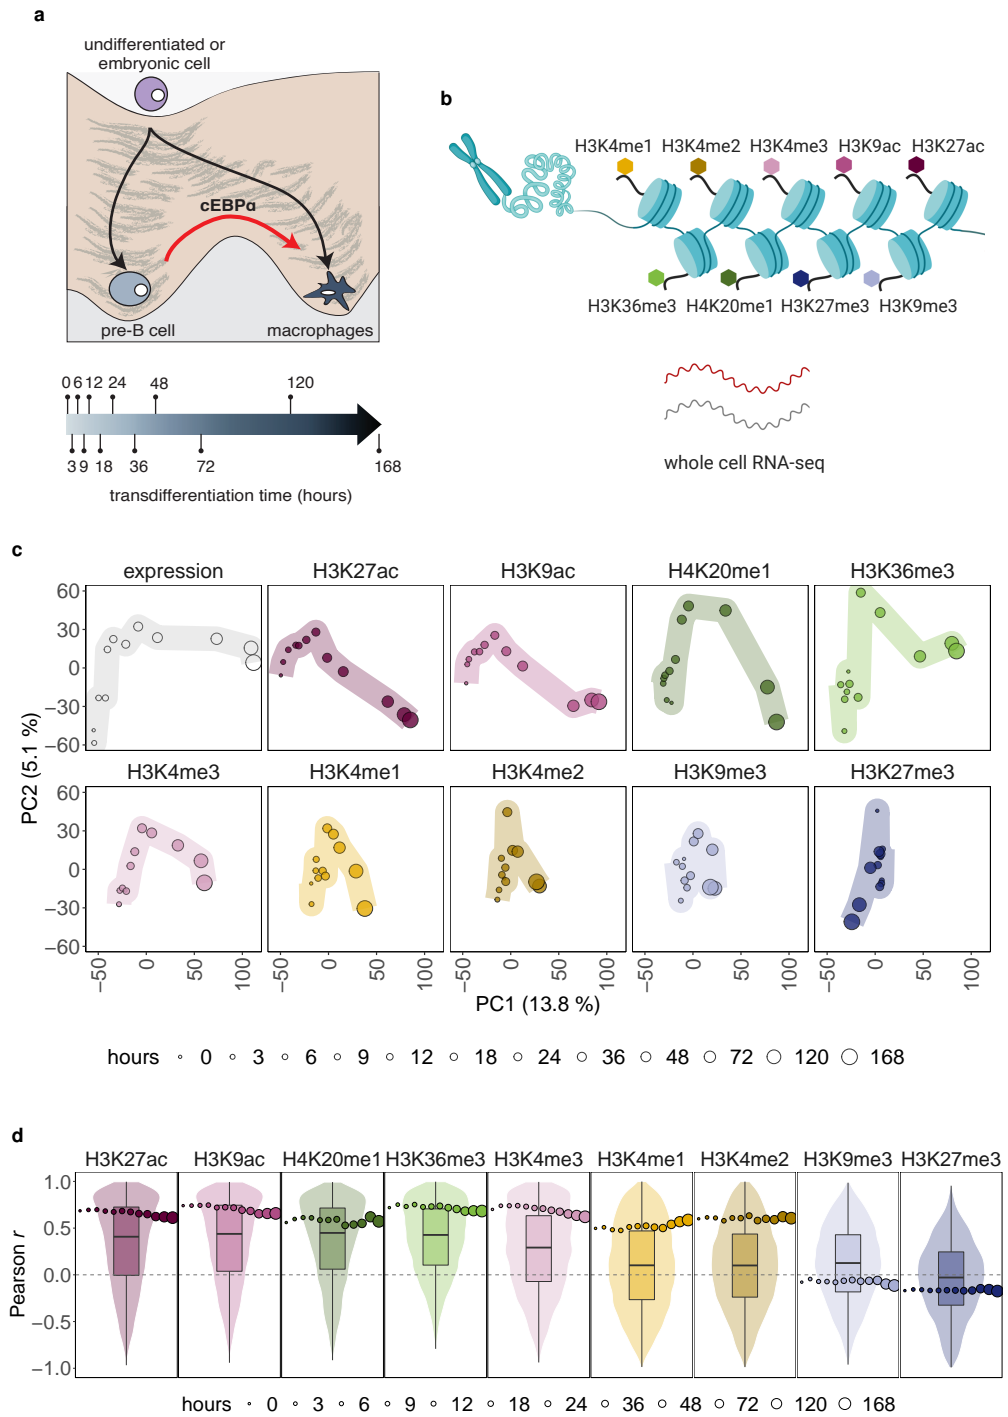 a
undifferentiated or
embryonic cell
cEBPα
pre-B cell
macrophages
0 6 12 24 48 120
3 9 18 36 72 168
transdifferentiation time (hours)
b
H3K4me1 H3K4me2 H3K4me3 H3K9ac H3K27ac
H3K36me3 H4K20me1 H3K27me3 H3K9me3
whole cell RNA-seq
c
expression H3K27ac H3K9ac H4K20me1 H3K36me3
60
30
0
−30
−60
H3K4me3 H3K4me1 H3K4me2 H3K9me3 H3K27me3
60
30
0
−30
−60
PC2 (5.1 %)
−50 0 50 100 −50 0 50 100 −50 0 50 100 −50 0 50 100 −50 0 50 100
PC1 (13.8 %)
hours 0 3 6 9 12 18 24 36 48 72 120 168
d
H3K27ac H3K9ac H4K20me1 H3K36me3 H3K4me3 H3K4me1 H3K4me2 H3K9me3 H3K27me3
1.0
0.5
0.0
−0.5
−1.0
Pearson r
hours 0 3 6 9 12 18 24 36 48 72 120 168